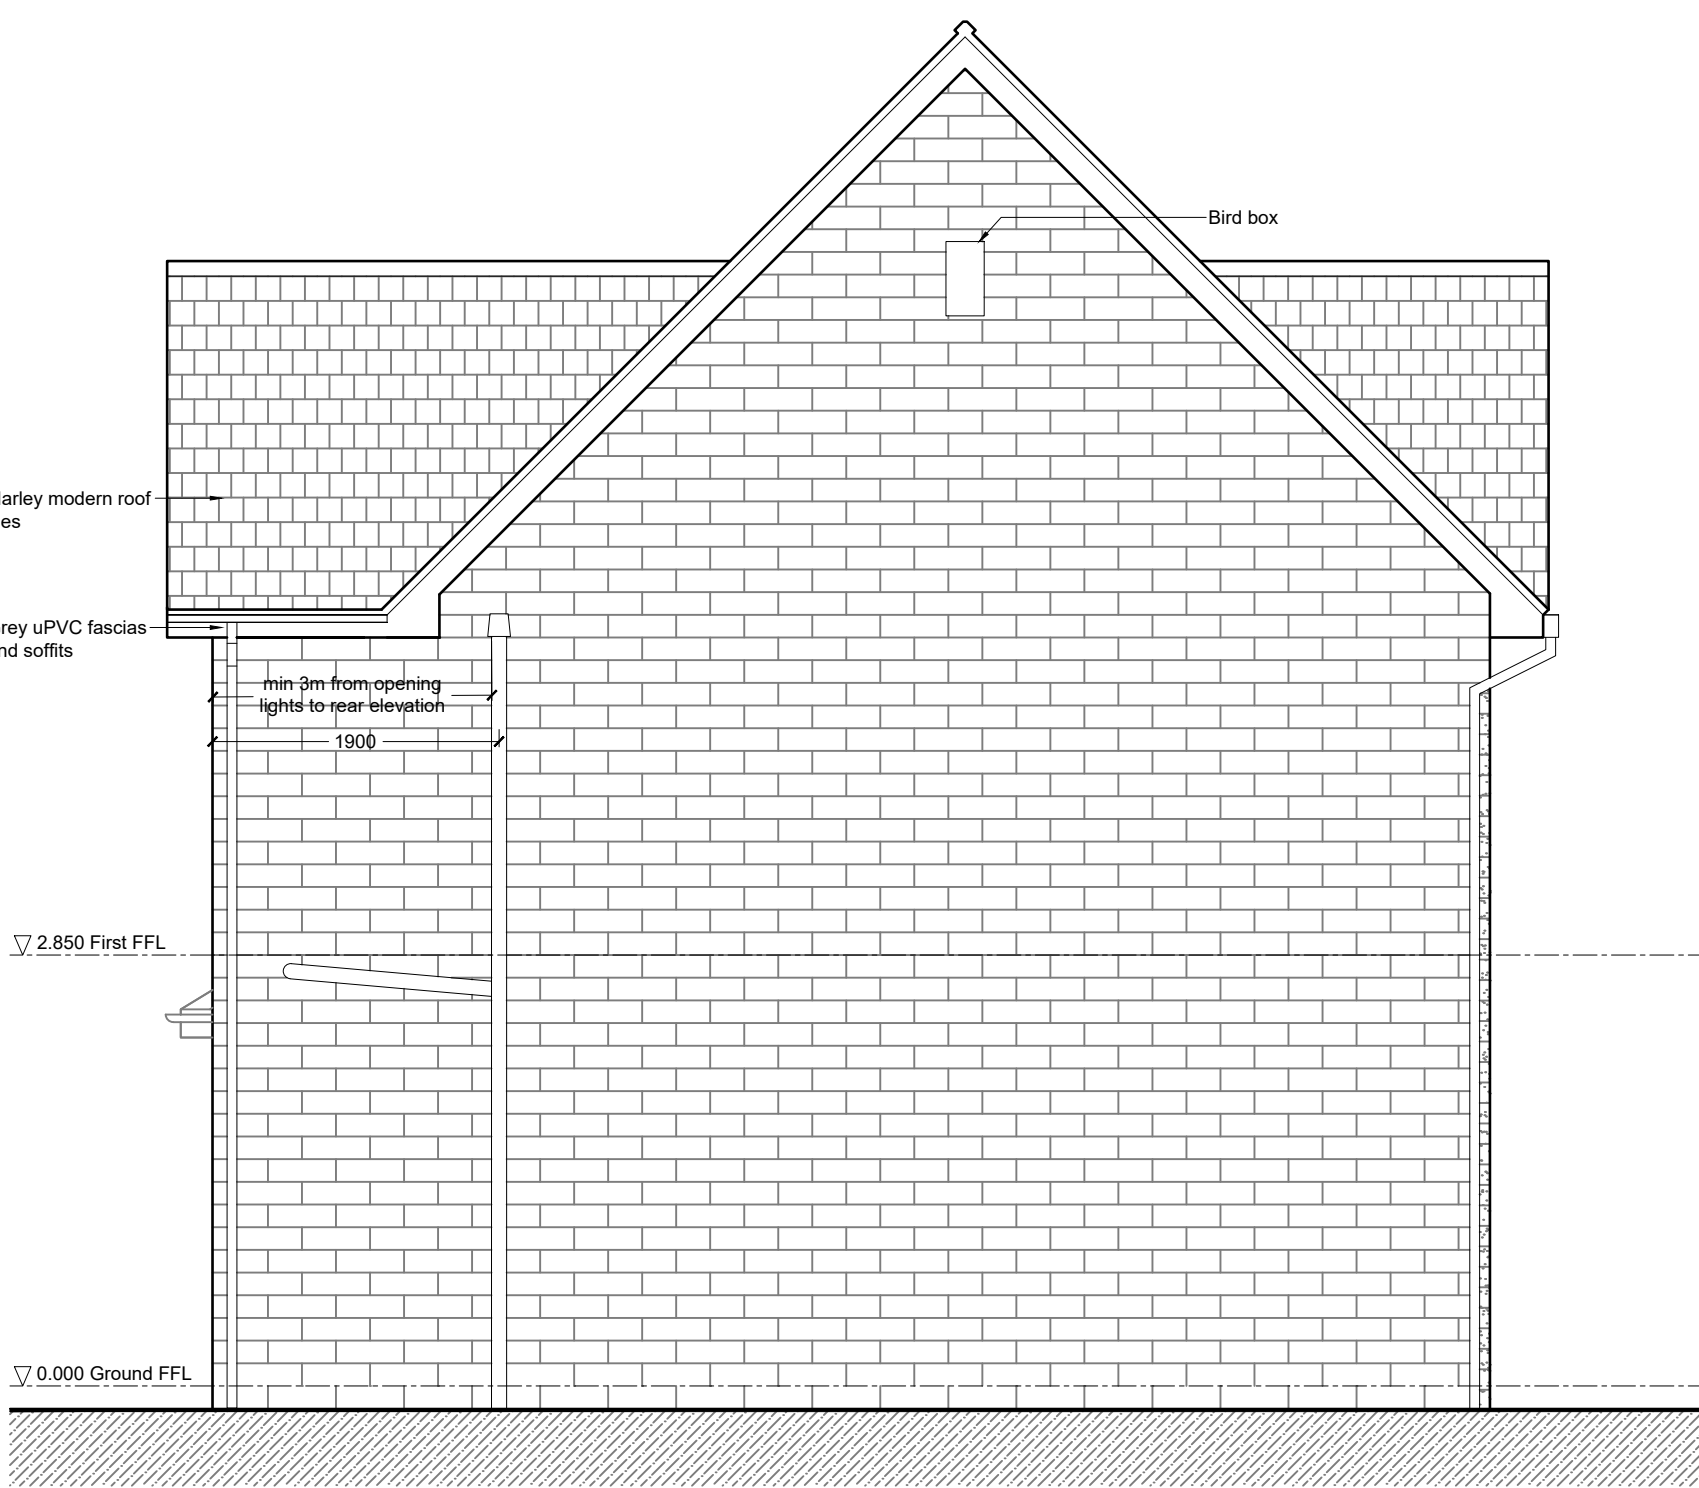 Bird box
arley modern roof
es
rey uPVC fascias
nd soffits
min 3m from opening
lights to rear elevation
1900
2.850 First FFL
0.000 Ground FFL